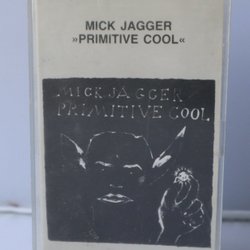 MICK JAGGER
»PRIMITIVE COOL«
MICK JAGGER
PRIMITIVE COOL